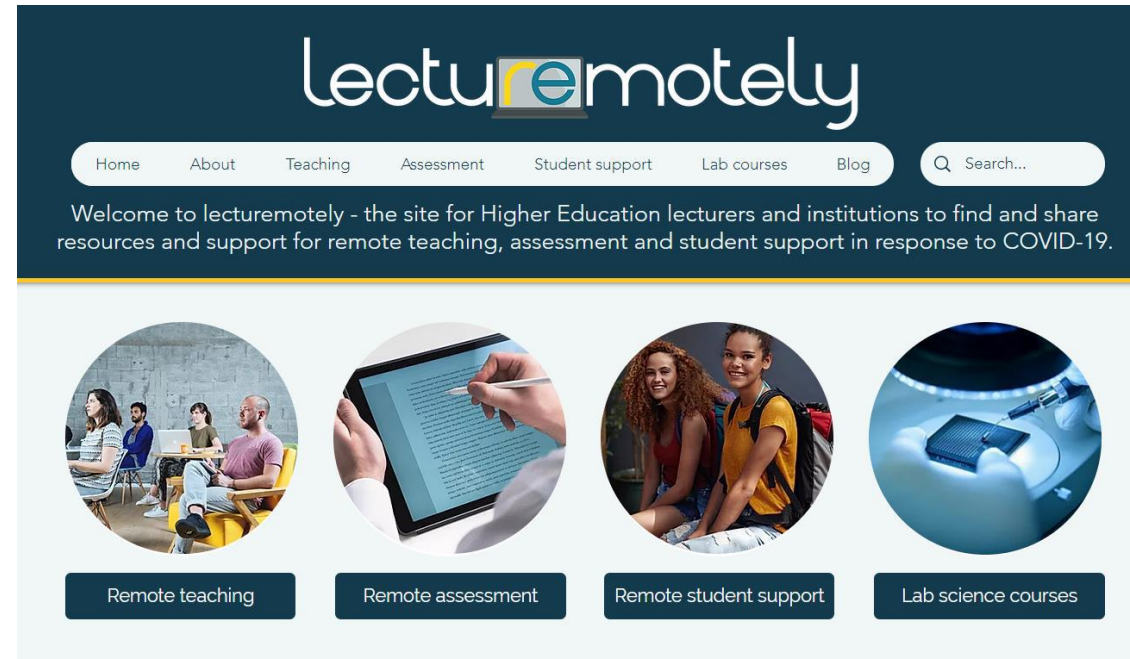 lecturemotely
Home About Teaching Assessment Student support Lab courses Blog Search...
Welcome to lecturemotely - the site for Higher Education lecturers and institutions to find and share
resources and support for remote teaching, assessment and student support in response to COVID-19.
Remote teaching Remote assessment Remote student support Lab science courses